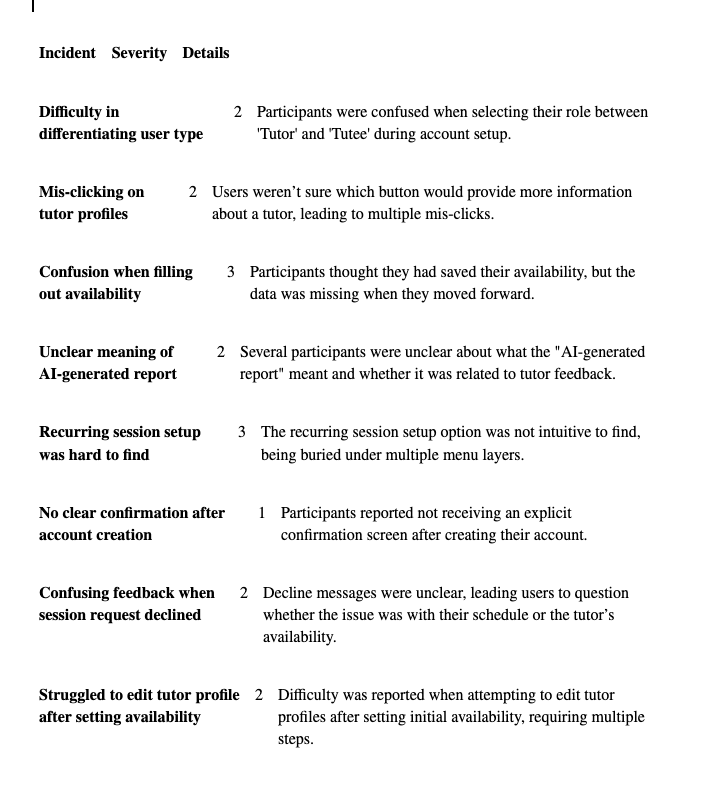 Incident Severity Details
Difficulty in differentiating user type 2 Participants were confused when selecting their role between
'Tutor' and 'Tutee' during account setup.
Mis-clicking on tutor profiles 2 Users weren’t sure which button would provide more information
about a tutor, leading to multiple mis-clicks.
Confusion when filling out availability 3 Participants thought they had saved their availability, but the
data was missing when they moved forward.
Unclear meaning of AI-generated report 2 Several participants were unclear about what the "AI-generated
report" meant and whether it was related to tutor feedback.
Recurring session setup was hard to find 3 The recurring session setup option was not intuitive to find,
being buried under multiple menu layers.
No clear confirmation after account creation 1 Participants reported not receiving an explicit
confirmation screen after creating their account.
Confusing feedback when session request declined 2 Decline messages were unclear, leading users to question
whether the issue was with their schedule or the tutor’s
availability.
Struggled to edit tutor profile after setting availability 2 Difficulty was reported when attempting to edit tutor
profiles after setting initial availability, requiring multiple
steps.